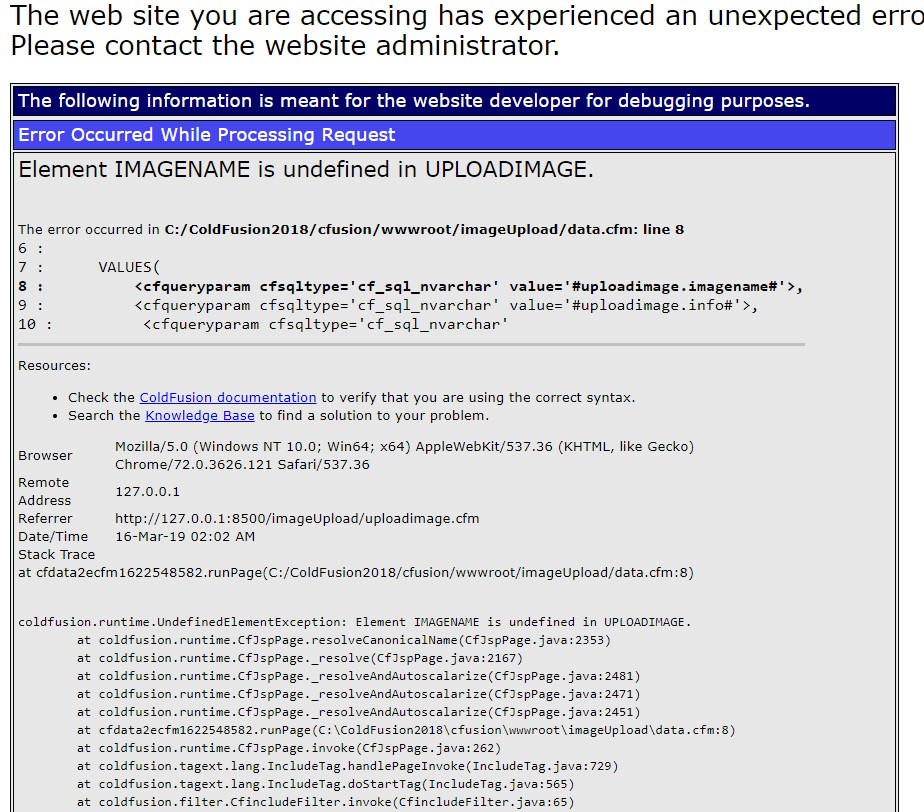 The web site you are accessing has experienced an unexpected erro
Please contact the website administrator.
The following information is meant for the website developer for debugging purposes.
Error Occurred While Processing Request
Element IMAGENAME is undefined in UPLOADIMAGE.
The error occurred in C:/ColdFusion2018/cfusion/wwwroot/imageUpload/data.cfm: line 8
6 :
7 : VALUES(
8 : <cfqueryparam cfsqltype='cf_sql_nvarchar' value='#uploadimage.imagename#'>,
9 : <cfqueryparam cfsqltype='cf_sql_nvarchar' value='#uploadimage.info#'>,
10 : <cfqueryparam cfsqltype='cf_sql_nvarchar'
Resources:
• Check the ColdFusion documentation to verify that you are using the correct syntax.
• Search the Knowledge Base to find a solution to your problem.
Browser Mozilla/5.0 (Windows NT 10.0; Win64; x64) AppleWebKit/537.36 (KHTML, like Gecko)
Chrome/72.0.3626.121 Safari/537.36
Remote
Address 127.0.0.1
Referrer http://127.0.0.1:8500/imageUpload/uploadimage.cfm
Date/Time 16-Mar-19 02:02 AM
Stack Trace
at cfdata2ecfm1622548582.runPage(C:/ColdFusion2018/cfusion/wwwroot/imageUpload/data.cfm:8)
coldfusion.runtime.UndefinedElementException: Element IMAGENAME is undefined in UPLOADIMAGE.
at coldfusion.runtime.CfJspPage.resolveCanonicalName(CfJspPage.java:2353)
at coldfusion.runtime.CfJspPage._resolve(CfJspPage.java:2167)
at coldfusion.runtime.CfJspPage._resolveAndAutoscalarize(CfJspPage.java:2481)
at coldfusion.runtime.CfJspPage._resolveAndAutoscalarize(CfJspPage.java:2471)
at coldfusion.runtime.CfJspPage._resolveAndAutoscalarize(CfJspPage.java:2451)
at cfdata2ecfm1622548582.runPage(C:\ColdFusion2018\cfusion\wwwroot\imageUpload\data.cfm:8)
at coldfusion.runtime.CfJspPage.invoke(CfJspPage.java:262)
at coldfusion.tagext.lang.IncludeTag.handlePageInvoke(IncludeTag.java:729)
at coldfusion.tagext.lang.IncludeTag.doStartTag(IncludeTag.java:565)
at coldfusion.filter.CfincludeFilter.invoke(CfincludeFilter.java:65)